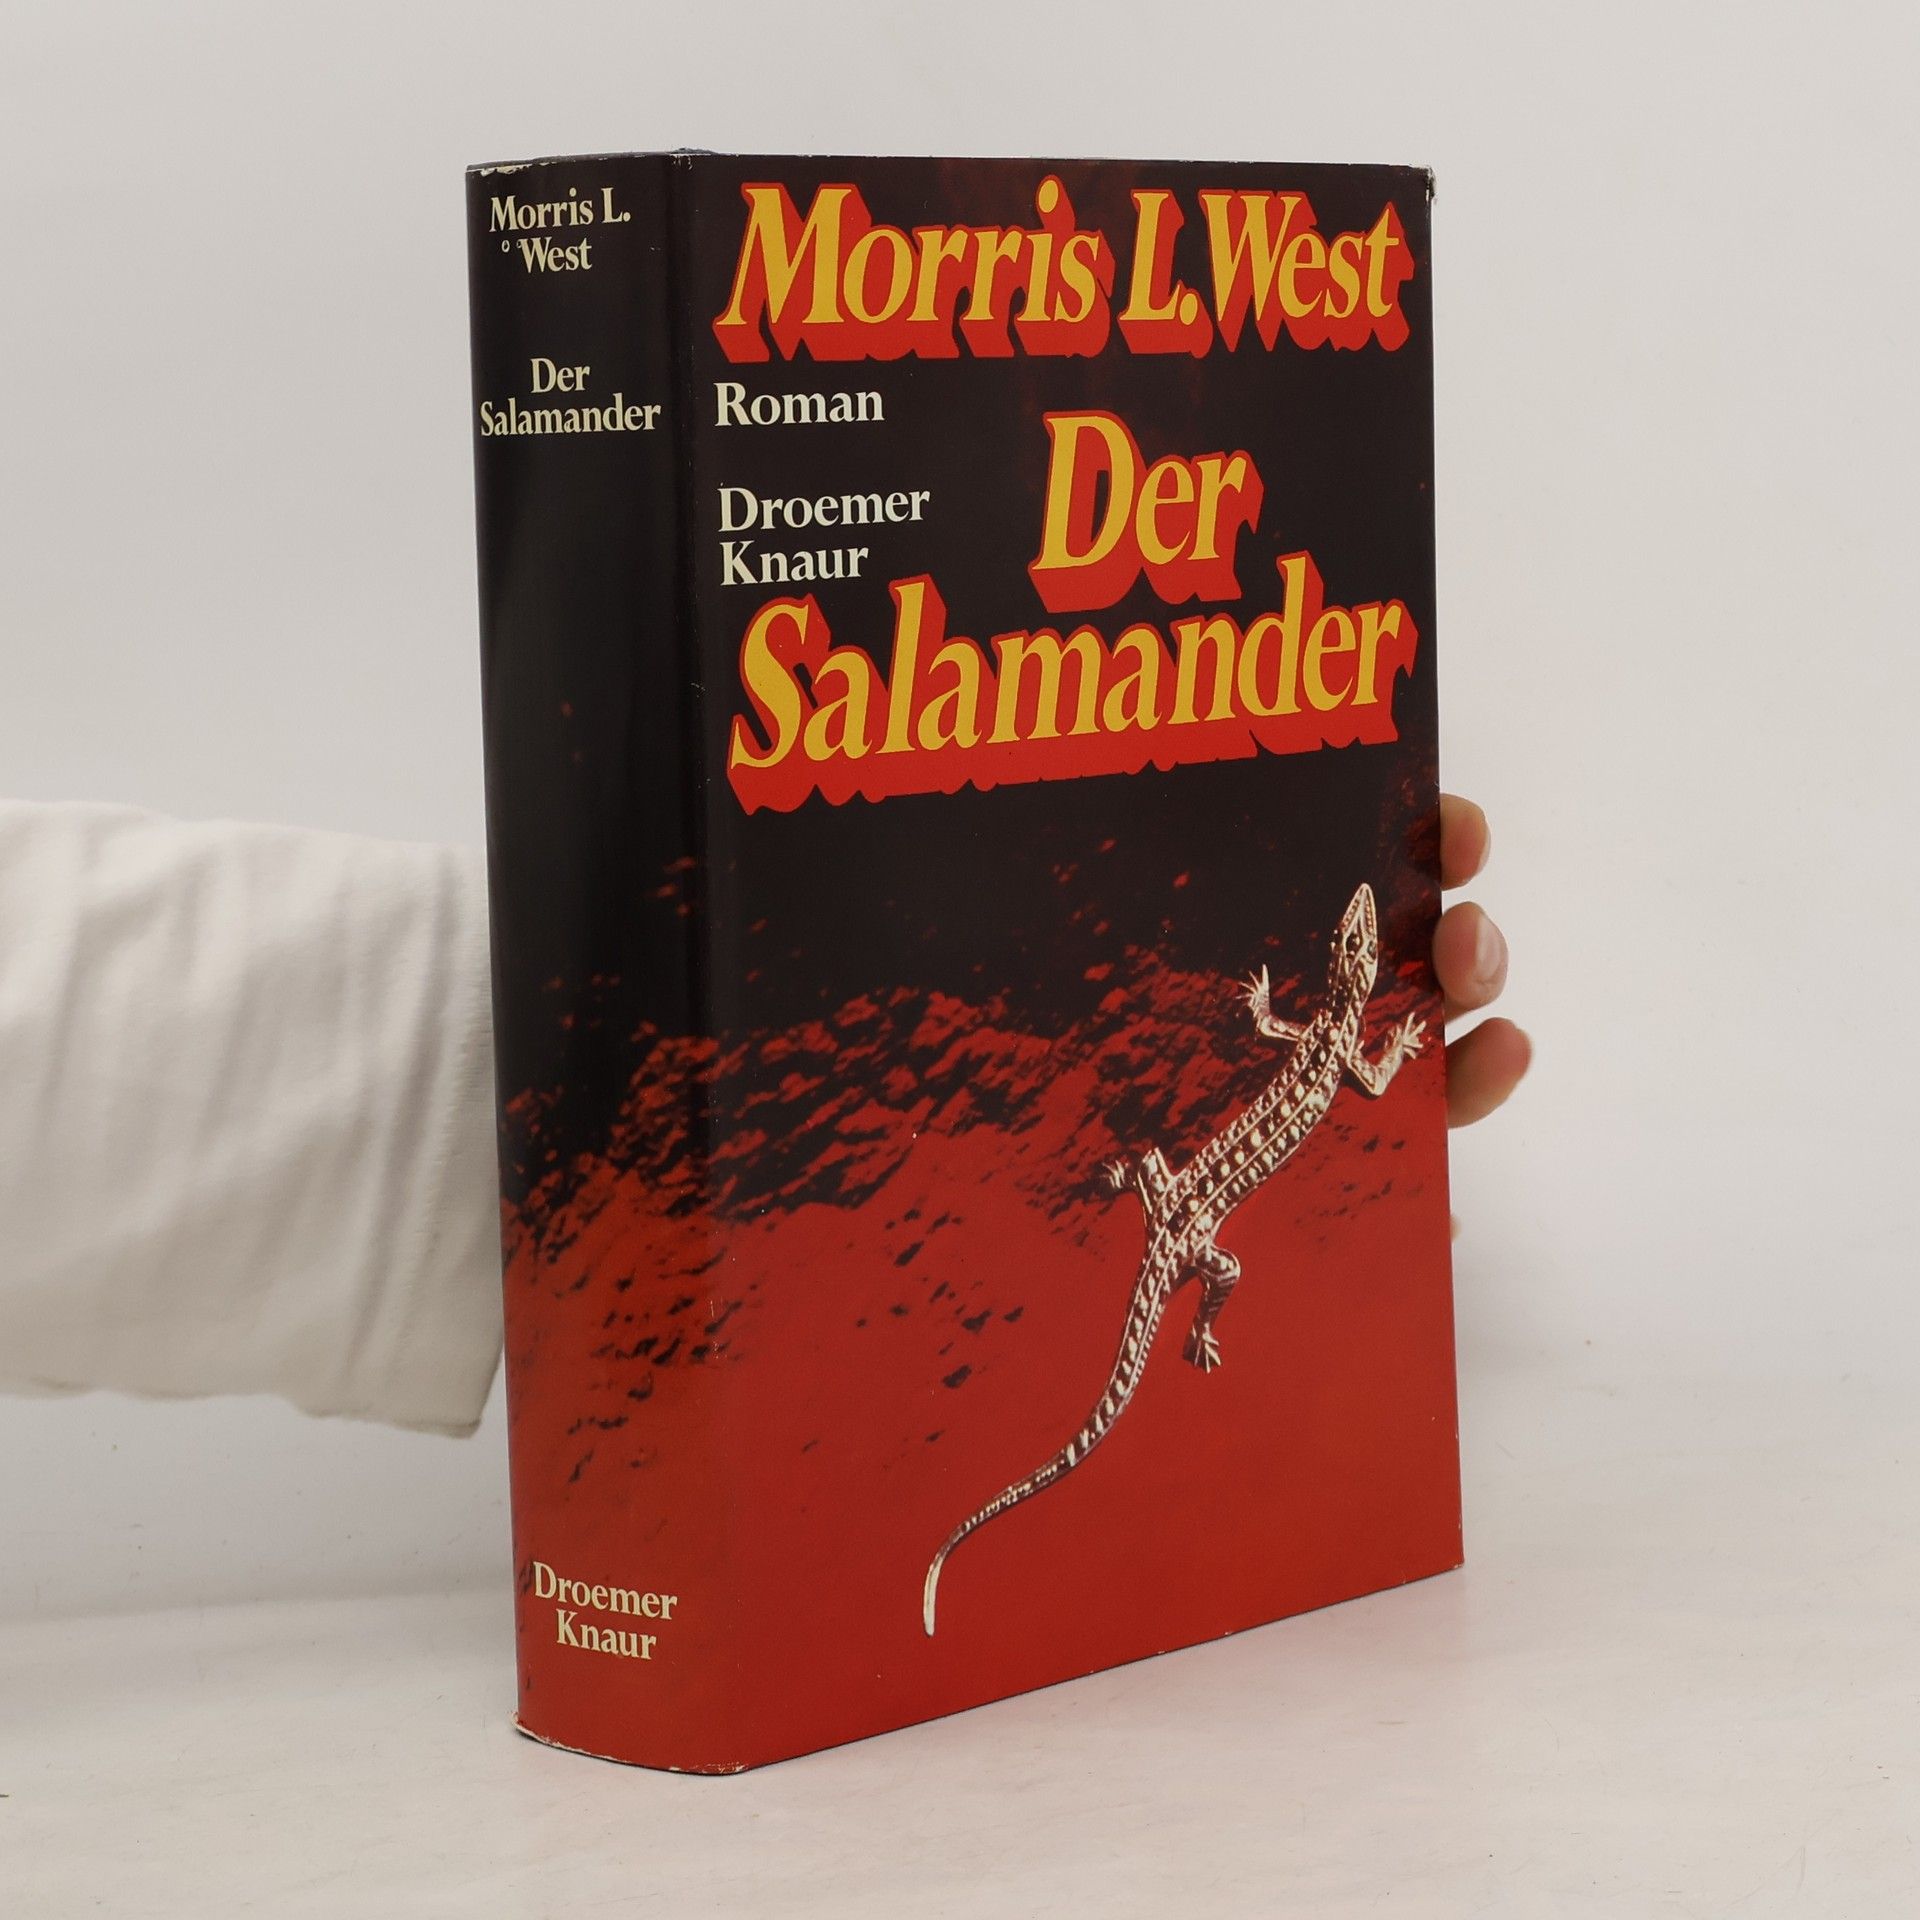 Morris L.
West
Der
Salamander
Droemer
Knaur
Morris L. West
Roman
Droemer
Knaur
Der
Salamander